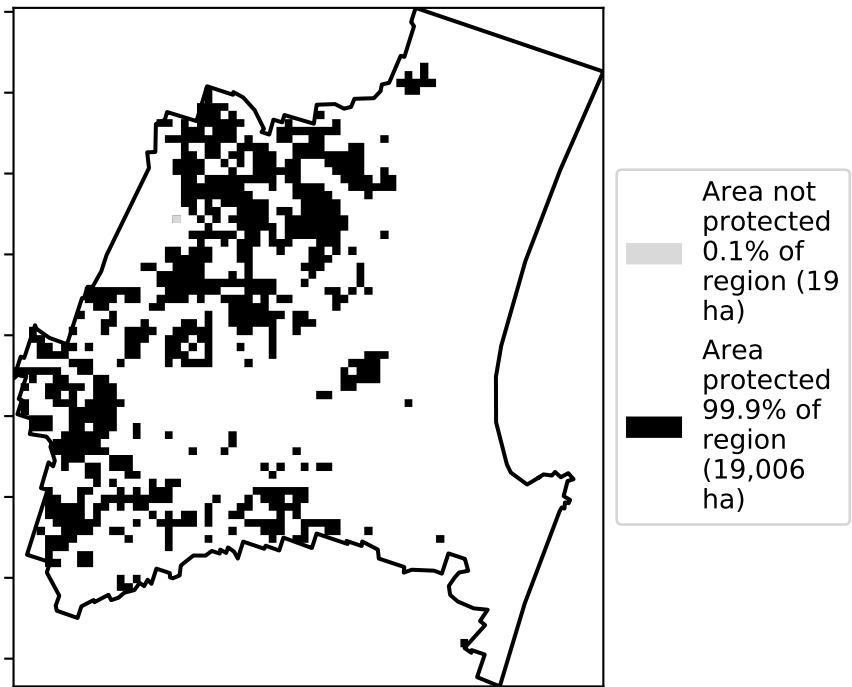 Area not
protected
0.1% of
region (19
ha)
Area
protected
99.9% of
region
(19,006
ha)